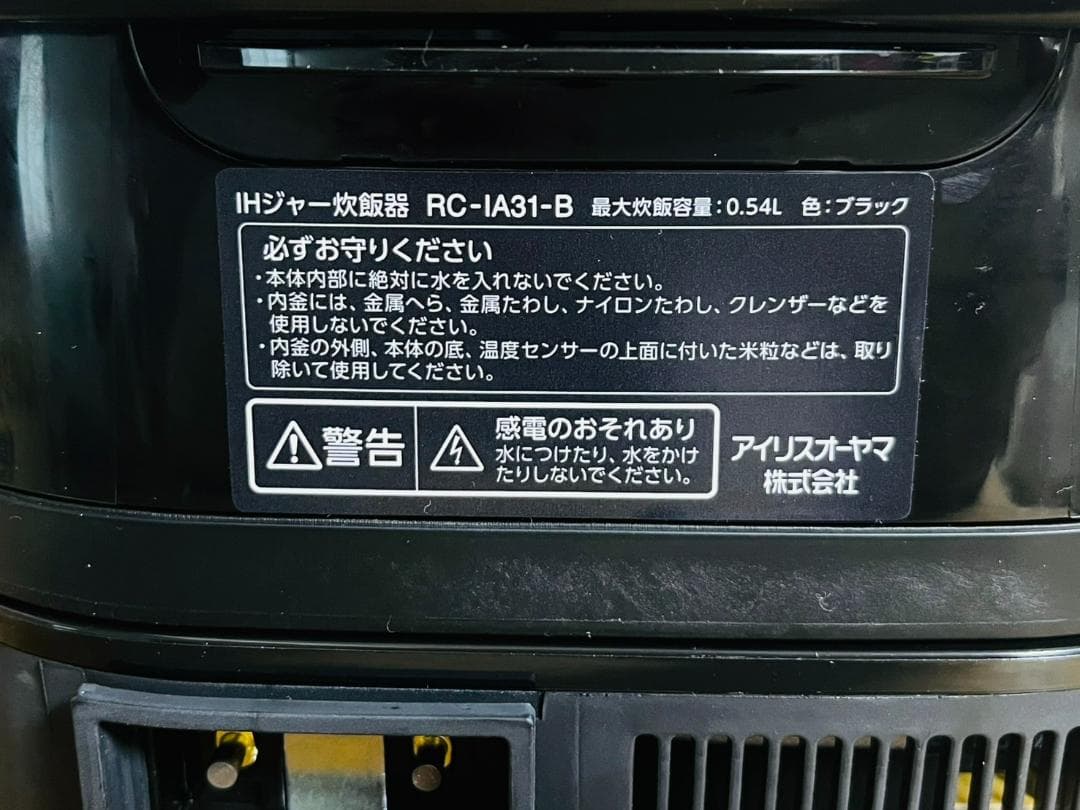 IHジャー炊飯器 RC-IA31-B 最大炊飯容量：0.54L 色：ブラック
必ずお守りください
・本体内部に絶対に水を入れないでください。
・内釜には、金属へら、金属たわし、ナイロンたわし、クレンザーなどを
使用しないでください。
・内釜の外側、本体の底、温度センサーの上面に付いた米粒などは、取り
除いて使用してください。
警告
感電のおそれあり
水につけたり、水をかけ
たりしないでください。
アイリスオーヤマ
株式会社